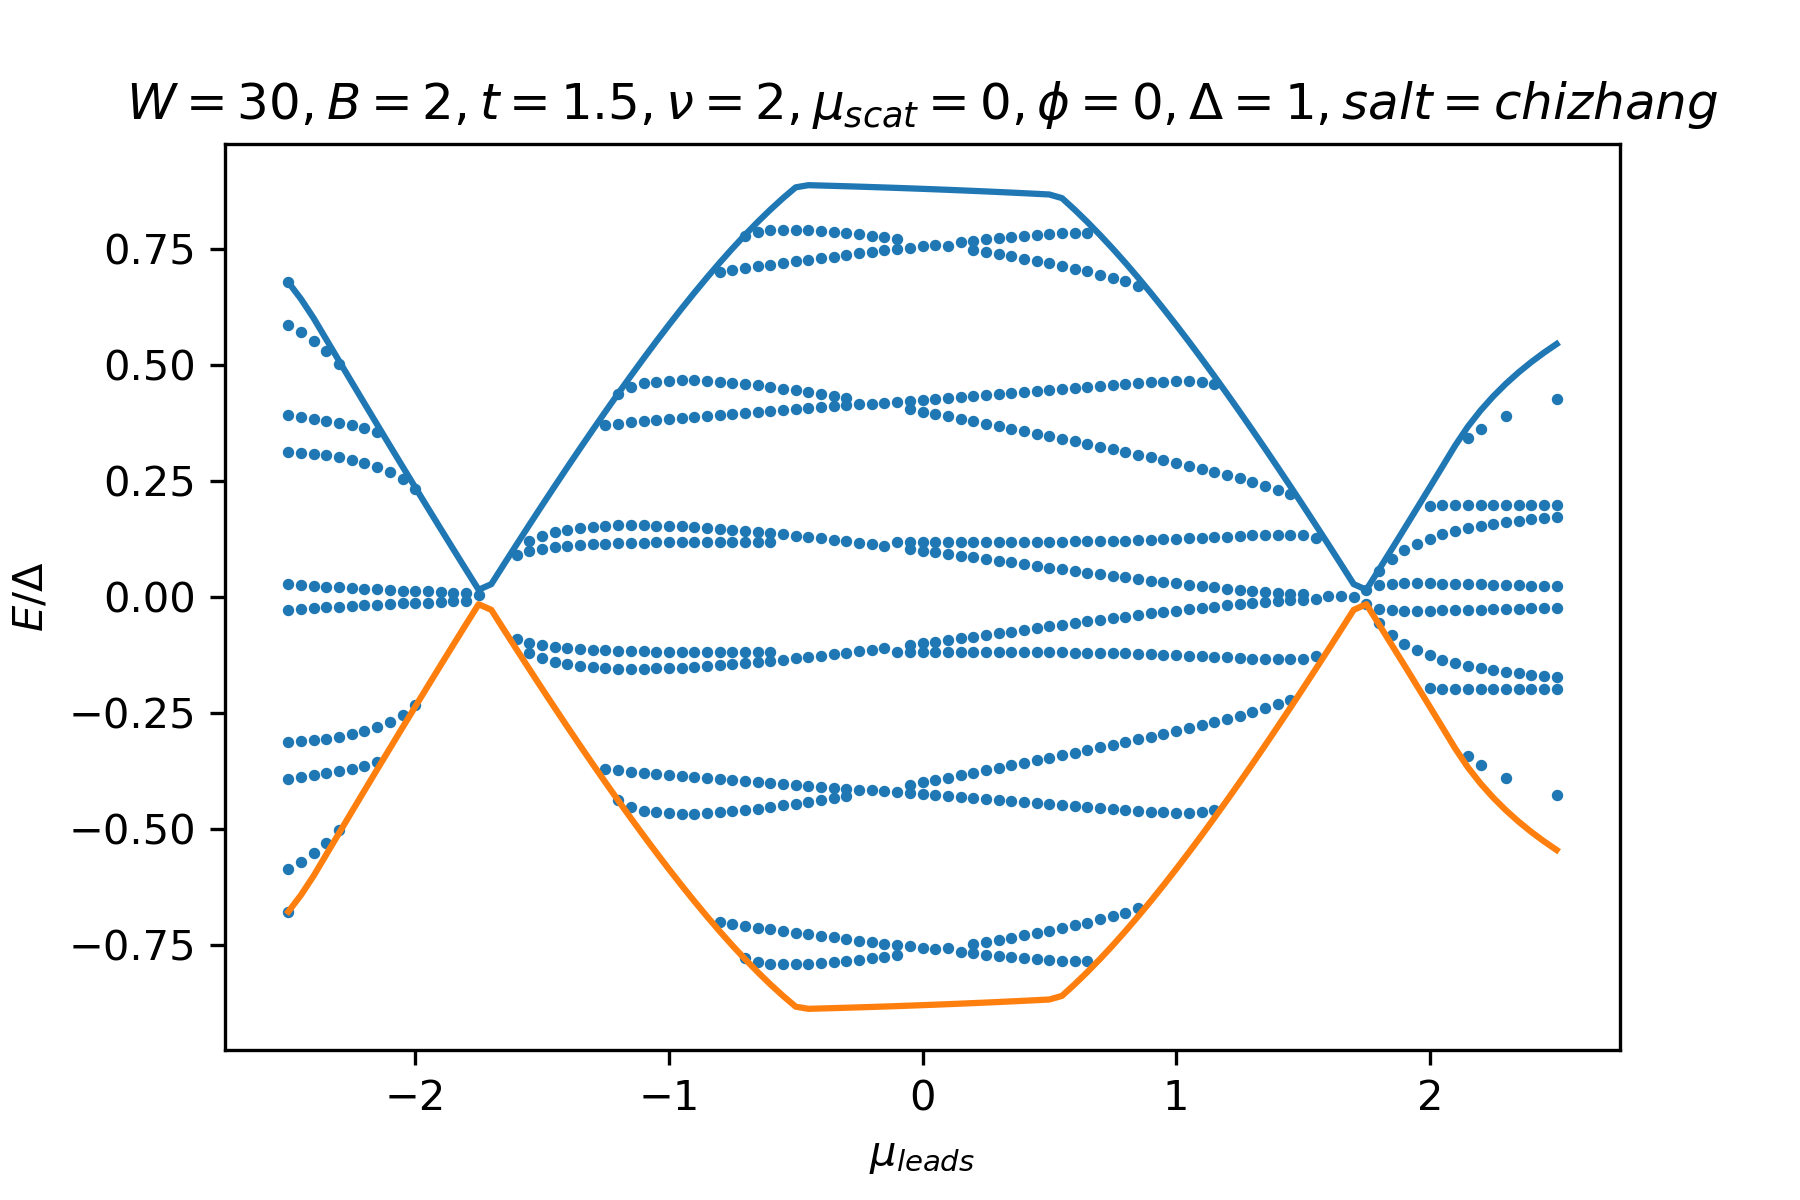 W = 30, B = 2, t = 1.5, ν = 2, μ_scat = 0, ϕ = 0, Δ = 1, salt = chizhang
0.75
0.50
0.25
0.00
−0.25
−0.50
−0.75
E/Δ
−2 −1 0 1 2
μ_leads